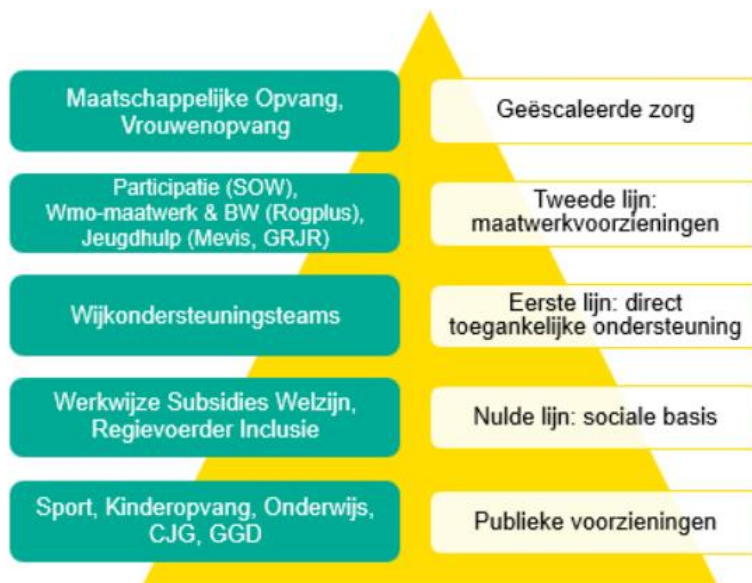 Maatschappelijke Opvang,
Vrouwenopvang
Geëscaleerde zorg
Participatie (SOW),
Wmo-maatwerk & BW (Rogplus),
Jeugdhulp (Mevis, GRJR)
Tweede lijn:
maatwerkvoorzieningen
Wijkondersteuningsteams
Eerste lijn: direct
toegankelijke ondersteuning
Werkwijze Subsidies Welzijn,
Regievoerder Inclusie
Nulde lijn: sociale basis
Sport, Kinderopvang, Onderwijs,
CJG, GGD
Publieke voorzieningen